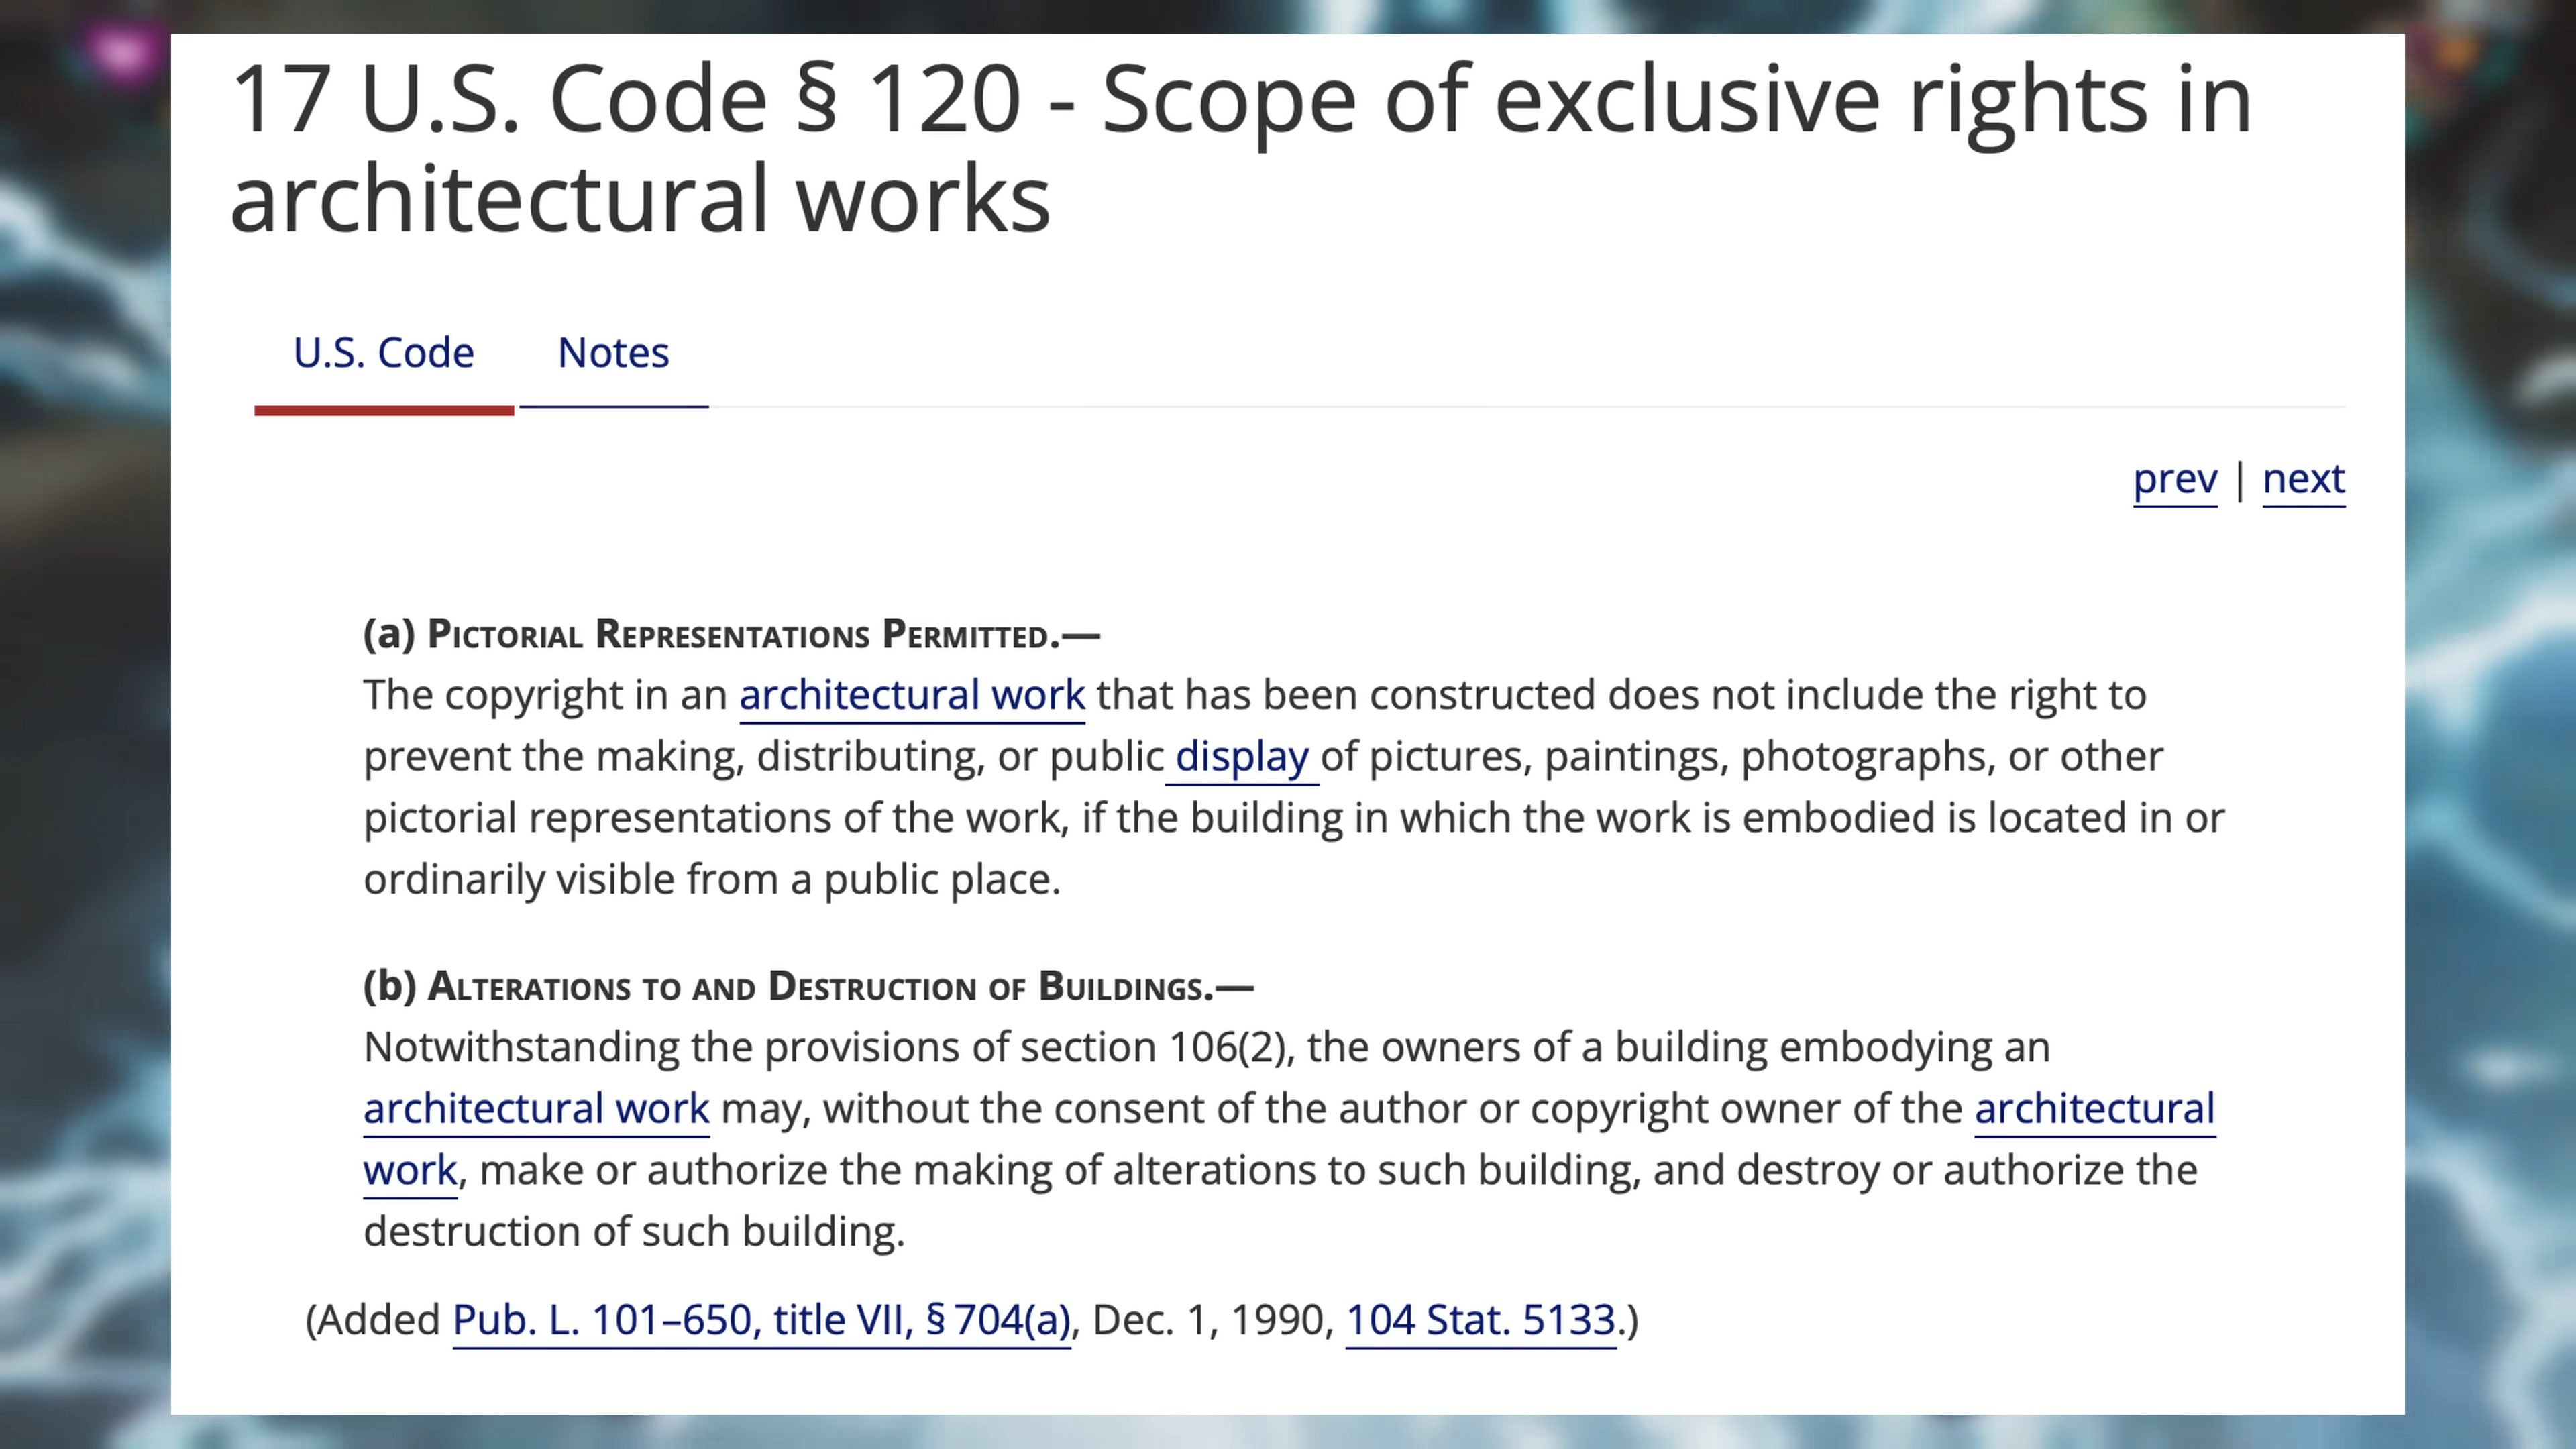 17 U.S. Code § 120 - Scope of exclusive rights in
architectural works
U.S. Code Notes
prev | next
(a) Pictorial Representations Permitted.—
The copyright in an architectural work that has been constructed does not include the right to
prevent the making, distributing, or public display of pictures, paintings, photographs, or other
pictorial representations of the work, if the building in which the work is embodied is located in or
ordinarily visible from a public place.
(b) Alterations to and Destruction of Buildings.—
Notwithstanding the provisions of section 106(2), the owners of a building embodying an
architectural work may, without the consent of the author or copyright owner of the architectural
work, make or authorize the making of alterations to such building, and destroy or authorize the
destruction of such building.
(Added Pub. L. 101–650, title VII, § 704(a), Dec. 1, 1990, 104 Stat. 5133.)